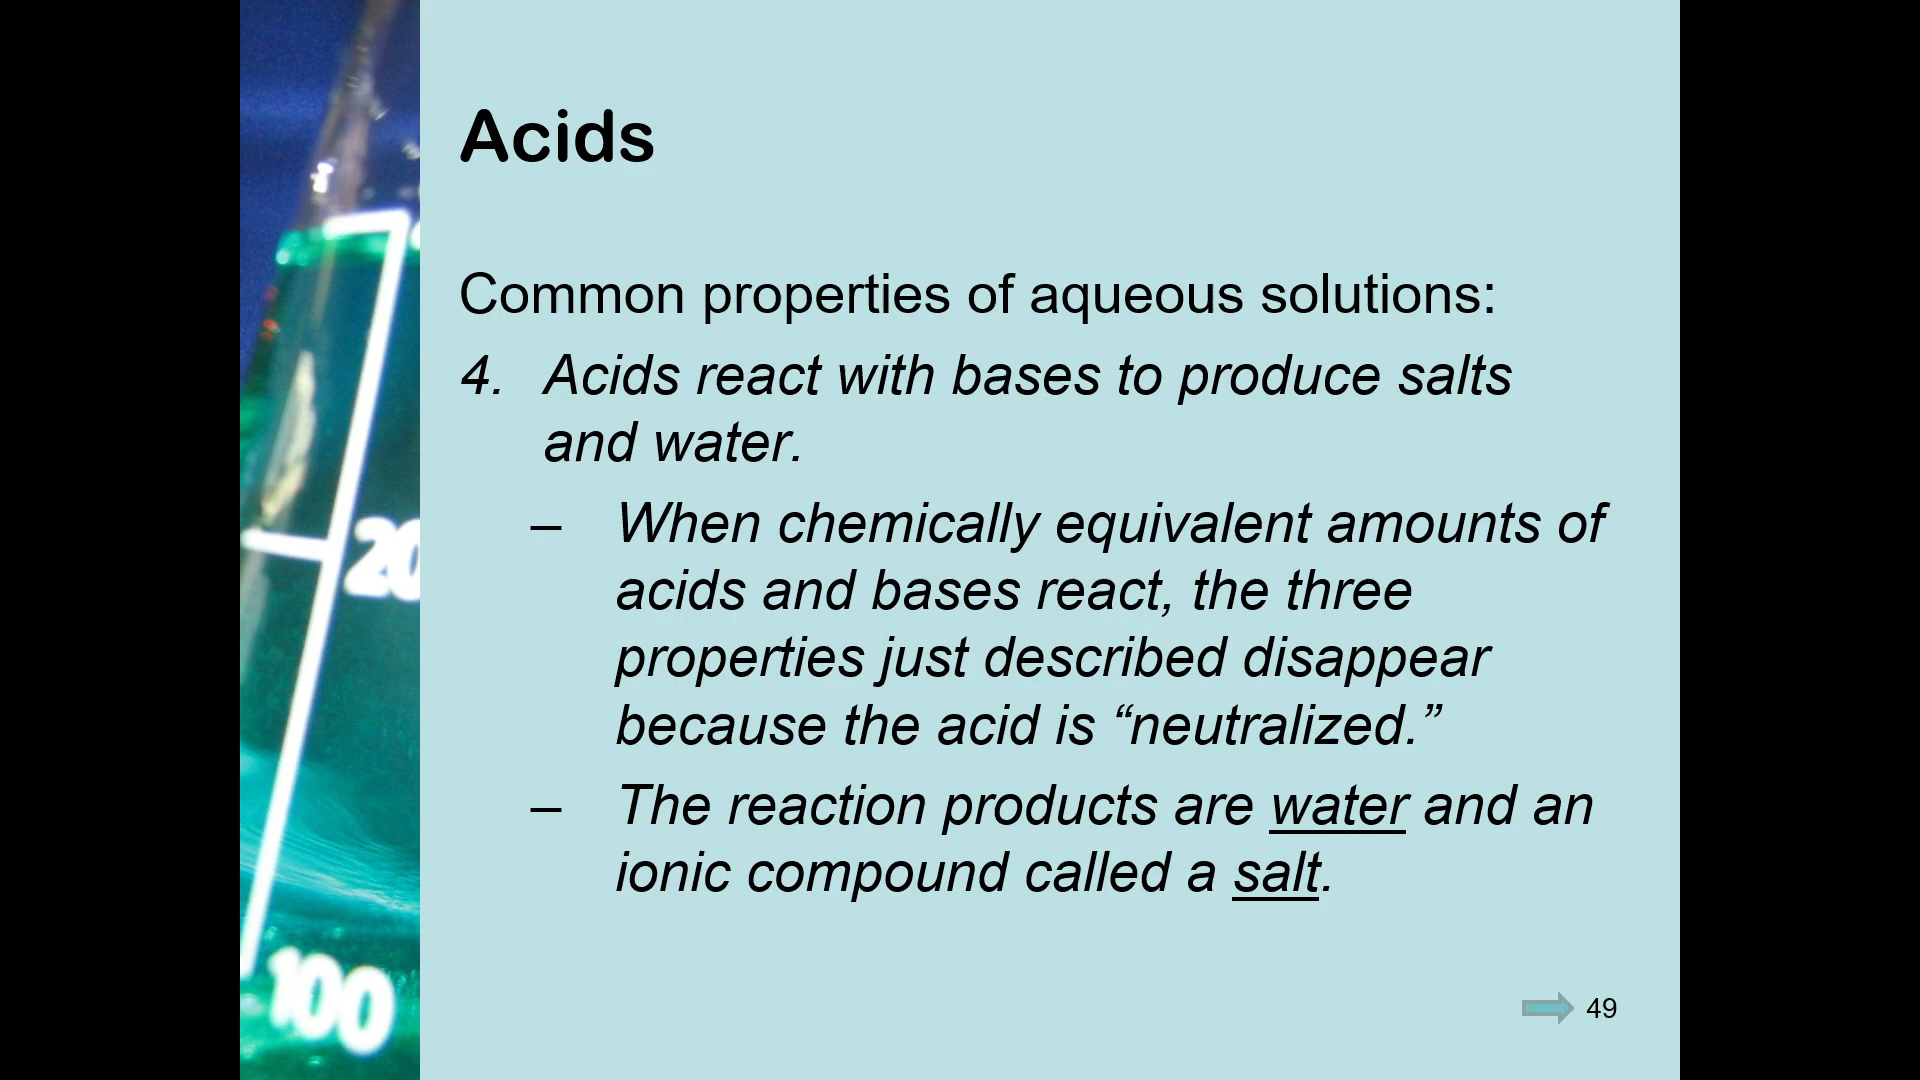 Acids
Common properties of aqueous solutions:
4. Acids react with bases to produce salts
and water.
– When chemically equivalent amounts of
acids and bases react, the three
properties just described disappear
because the acid is “neutralized.”
– The reaction products are water and an
ionic compound called a salt.
49
20
100